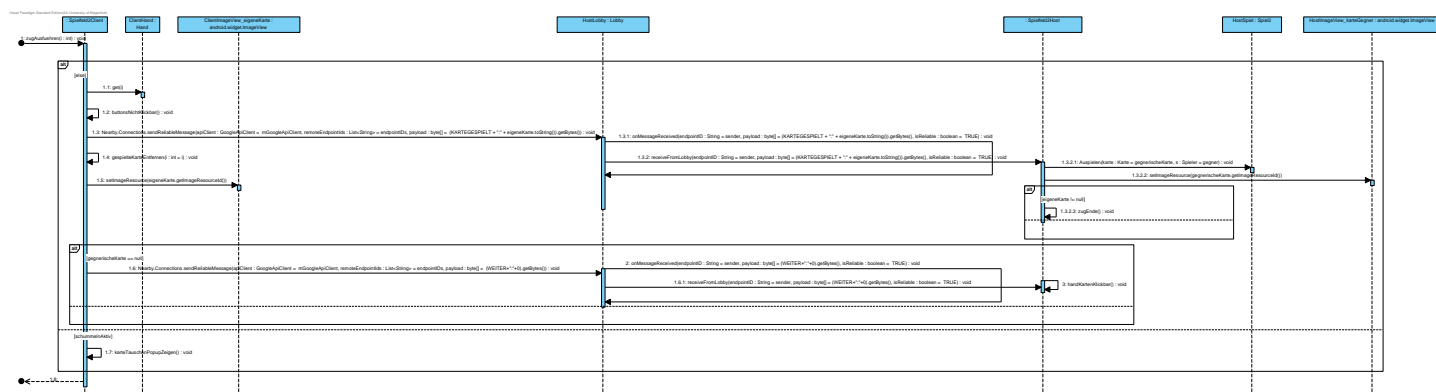 : Spielfeld2Client
ClientHand :
Hand
ClientImageView_eigeneKarte :
android.widget.ImageView
HostLobby : Lobby
: Spielfeld2Host
HostSpiel : Spiel2
HostImageView_karteGegner : android.widget.ImageView
1: zugAusfuehren(i : int) : void
alt
[else]
1.1: get(i)
1.2: buttonsNichtKlickbar() : void
1.3: Nearby.Connections.sendReliableMessage(apiClient : GoogleApiClient = mGoogleApiClient, remoteEndpointIds : List<String> = endpointIDs, payload : byte[] = (KARTEGESPIELT + ":" + eigeneKarte.toString()).getBytes()) : void
1.3.1: onMessageReceived(endpointID : String = sender, payload : byte[] = (KARTEGESPIELT + ":" + eigeneKarte.toString()).getBytes(), isReliable : boolean = TRUE) : void
1.4: gespielteKarteEntfernen(i : int = i) : void
1.3.2: receiveFromLobby(endpointID : String = sender, payload : byte[] = (KARTEGESPIELT + ":" + eigeneKarte.toString()).getBytes(), isReliable : boolean = TRUE) : void
1.3.2.1: Auspielen(karte : Karte = gegnerischeKarte, s : Spieler = gegner) : void
1.3.2.2: setImageResource(gegnerischeKarte.getImageResourceId())
1.5: setImageResource(eigeneKarte.getImageResourceId())
alt
[eigeneKarte != null]
1.3.2.3: zugEnde() : void
alt
[gegnerischeKarte == null]
1.6: Nearby.Connections.sendReliableMessage(apiClient : GoogleApiClient = mGoogleApiClient, remoteEndpointIds : List<String> = endpointIDs, payload : byte[] = (WEITER+":"+0).getBytes()) : void
2: onMessageReceived(endpointID : String = sender, payload : byte[] = (WEITER+":"+0).getBytes(), isReliable : boolean = TRUE) : void
1.6.1: receiveFromLobby(endpointID : String = sender, payload : byte[] = (WEITER+":"+0).getBytes(), isReliable : boolean = TRUE) : void
3: handKartenKlickbar() : void
[schummelnAktiv]
1.7: karteTauschenPopupZeigen() : void
1.8: